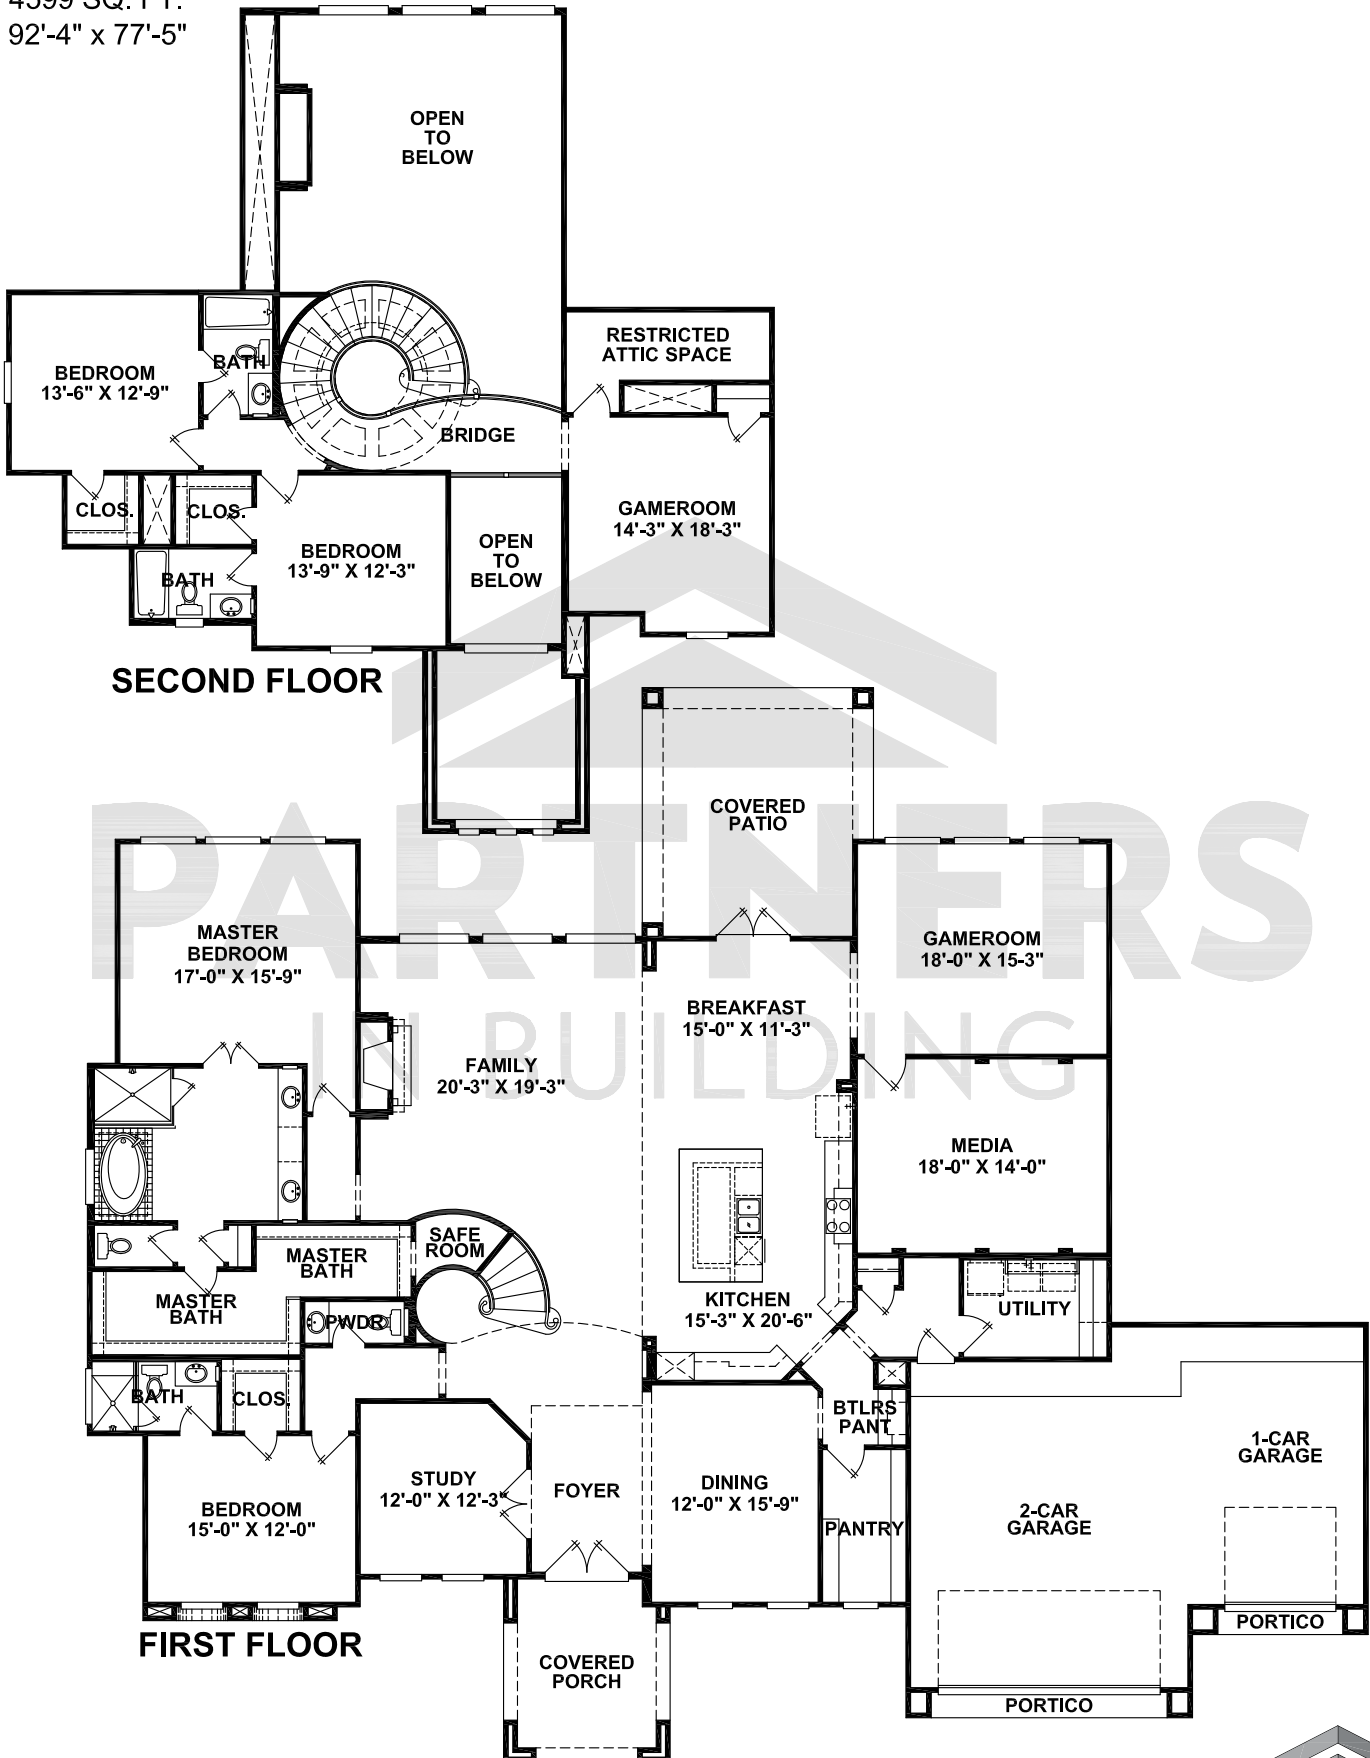 4599 SQ. FT.
92'-4" x 77'-5"
OPEN
TO
BELOW
RESTRICTED
ATTIC SPACE
BEDROOM
13'-6" X 12'-9"
BATH
BRIDGE
CLOS.
CLOS.
GAMEROOM
14'-3" X 18'-3"
BEDROOM
13'-9" X 12'-3"
OPEN
TO
BELOW
BATH
SECOND FLOOR
COVERED
PATIO
PARTNERS
IN BUILDING
MASTER
BEDROOM
17'-0" X 15'-9"
GAMEROOM
18'-0" X 15-3"
BREAKFAST
15'-0" X 11'-3"
FAMILY
20'-3" X 19'-3"
MEDIA
18'-0" X 14'-0"
SAFE
ROOM
MASTER
BATH
MASTER
BATH
PWDR
KITCHEN
15'-3" X 20'-6"
UTILITY
BATH
CLOS.
BTLRS
PANT
1-CAR
GARAGE
STUDY
12'-0" X 12'-3"
FOYER
DINING
12'-0" X 15'-9"
BEDROOM
15'-0" X 12'-0"
PANTRY
2-CAR
GARAGE
PORTICO
FIRST FLOOR
COVERED
PORCH
PORTICO